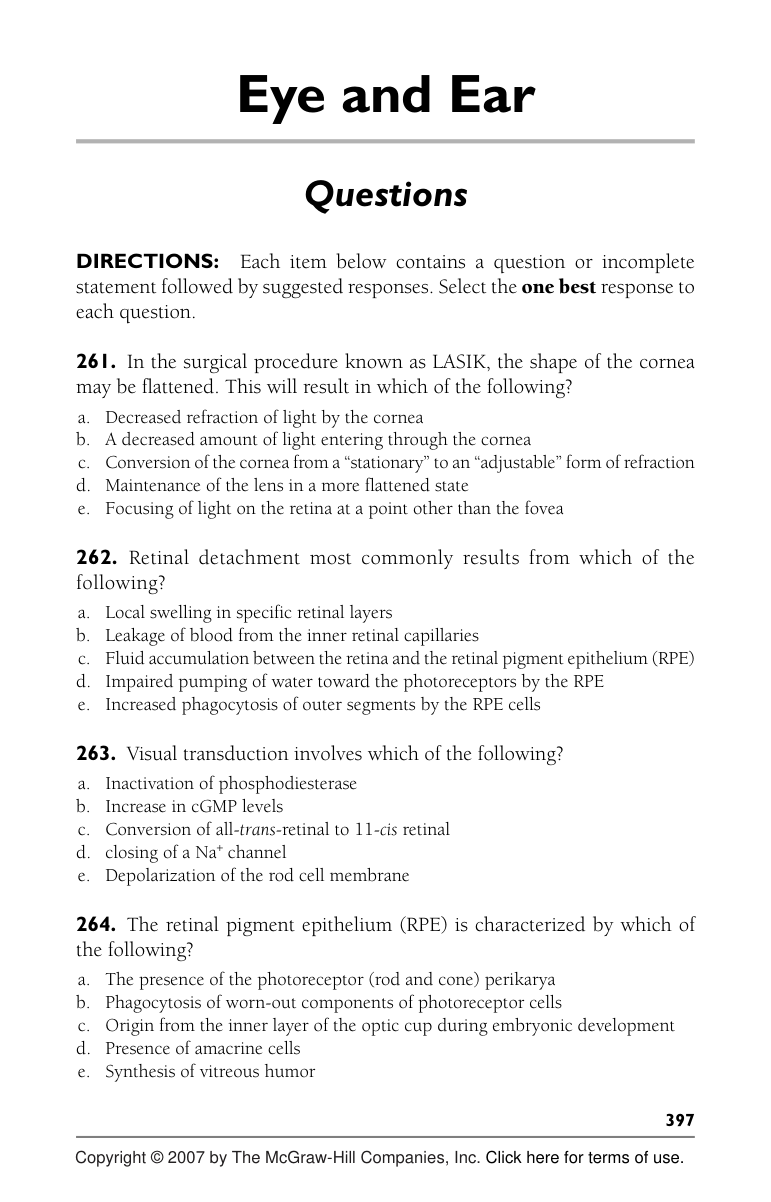 Eye and Ear
Questions
DIRECTIONS: Each item below contains a question or incomplete
statement followed by suggested responses. Select the one best response to
each question.
261. In the surgical procedure known as LASIK, the shape of the cornea
may be flattened. This will result in which of the following?
a. Decreased refraction of light by the cornea
b. A decreased amount of light entering through the cornea
c. Conversion of the cornea from a “stationary” to an “adjustable” form of refraction
d. Maintenance of the lens in a more flattened state
e. Focusing of light on the retina at a point other than the fovea
262. Retinal detachment most commonly results from which of the
following?
a. Local swelling in specific retinal layers
b. Leakage of blood from the inner retinal capillaries
c. Fluid accumulation between the retina and the retinal pigment epithelium (RPE)
d. Impaired pumping of water toward the photoreceptors by the RPE
e. Increased phagocytosis of outer segments by the RPE cells
263. Visual transduction involves which of the following?
a. Inactivation of phosphodiesterase
b. Increase in cGMP levels
c. Conversion of all-trans-retinal to 11-cis retinal
d. closing of a Na⁺ channel
e. Depolarization of the rod cell membrane
264. The retinal pigment epithelium (RPE) is characterized by which of
the following?
a. The presence of the photoreceptor (rod and cone) perikarya
b. Phagocytosis of worn-out components of photoreceptor cells
c. Origin from the inner layer of the optic cup during embryonic development
d. Presence of amacrine cells
e. Synthesis of vitreous humor
397
Copyright © 2007 by The McGraw-Hill Companies, Inc. Click here for terms of use.